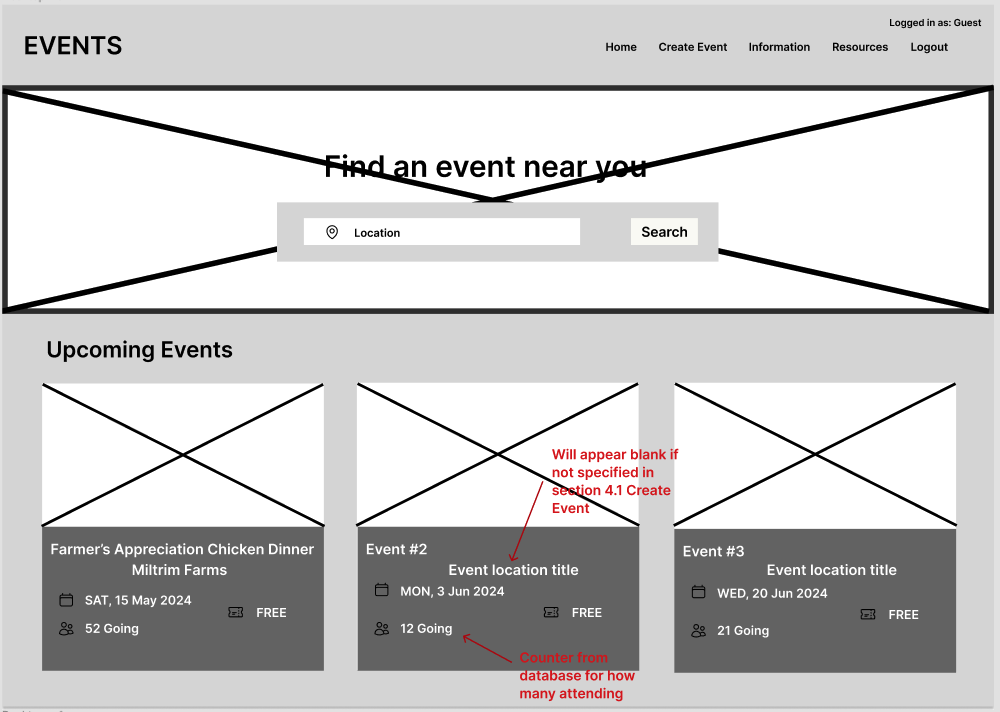 Logged in as: Guest
EVENTS
Home Create Event Information Resources Logout
Find an event near you
Location
Search
Upcoming Events
Farmer's Appreciation Chicken Dinner
Miltrim Farms
SAT, 15 May 2024
FREE
52 Going
Will appear blank if
not specified in
section 4.1 Create
Event
Event #2
Event location title
MON, 3 Jun 2024
FREE
12 Going
Counter from
database for how
many attending
Event #3
Event location title
WED, 20 Jun 2024
FREE
21 Going